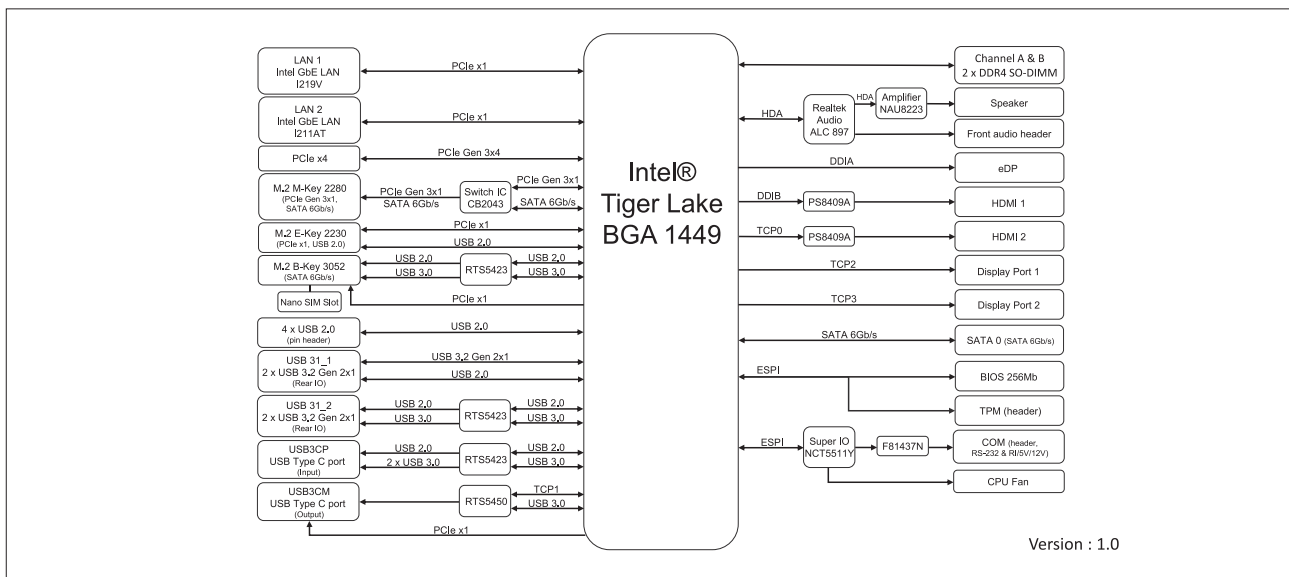 LAN 1
Intel GbE LAN
I219V
PCIe x1
LAN 2
Intel GbE LAN
I211AT
PCIe x1
PCIe x4
PCIe Gen 3x4
M.2 M-Key 2280
(PCIe Gen 3x1,
SATA 6Gb/s)
PCIe Gen 3x1
SATA 6Gb/s
Switch IC
CB2043
PCIe Gen 3x1
SATA 6Gb/s
M.2 E-Key 2230
(PCIe x1, USB 2.0)
PCIe x1
USB 2.0
M.2 B-Key 3052
(SATA 6Gb/s)
USB 2.0
USB 3.0
RTS5423
USB 2.0
USB 3.0
Nano SIM Slot
PCIe x1
4 x USB 2.0
(pin header)
USB 2.0
USB 31_1
2 x USB 3.2 Gen 2x1
(Rear IO)
USB 3.2 Gen 2x1
USB 2.0
USB 31_2
2 x USB 3.2 Gen 2x1
(Rear IO)
USB 2.0
USB 3.0
RTS5423
USB 2.0
USB 3.0
USB3CP
USB Type C port
(Input)
USB 2.0
2 x USB 3.0
RTS5423
USB 2.0
USB 3.0
USB3CM
USB Type C port
(Output)
RTS5450
TCP1
USB 3.0
PCIe x1
Intel®
Tiger Lake
BGA 1449
Channel A & B
2 x DDR4 SO-DIMM
HDA
Realtek
Audio
ALC 897
HDA
Amplifier
NAU8223
Speaker
Front audio header
DDIA
eDP
DDIB
PS8409A
HDMI 1
TCP0
PS8409A
HDMI 2
TCP2
Display Port 1
TCP3
Display Port 2
SATA 6Gb/s
SATA 0 (SATA 6Gb/s)
ESPI
BIOS 256Mb
TPM (header)
ESPI
Super IO
NCT5511Y
F81437N
COM (header,
RS-232 & RI/5V/12V)
CPU Fan
Version : 1.0